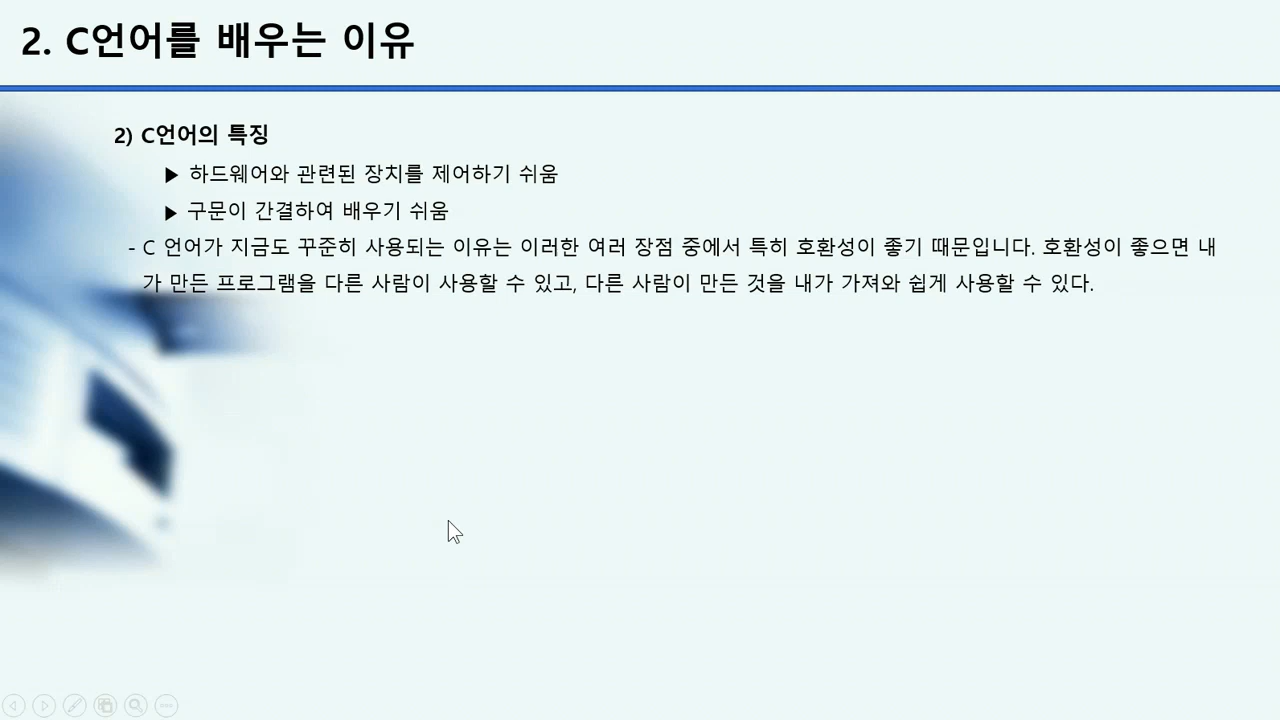 2. C언어를 배우는 이유
2) C언어의 특징
▶ 하드웨어와 관련된 장치를 제어하기 쉬움
▶ 구문이 간결하여 배우기 쉬움
- C 언어가 지금도 꾸준히 사용되는 이유는 이러한 여러 장점 중에서 특히 호환성이 좋기 때문입니다. 호환성이 좋으면 내
가 만든 프로그램을 다른 사람이 사용할 수 있고, 다른 사람이 만든 것을 내가 가져와 쉽게 사용할 수 있다.